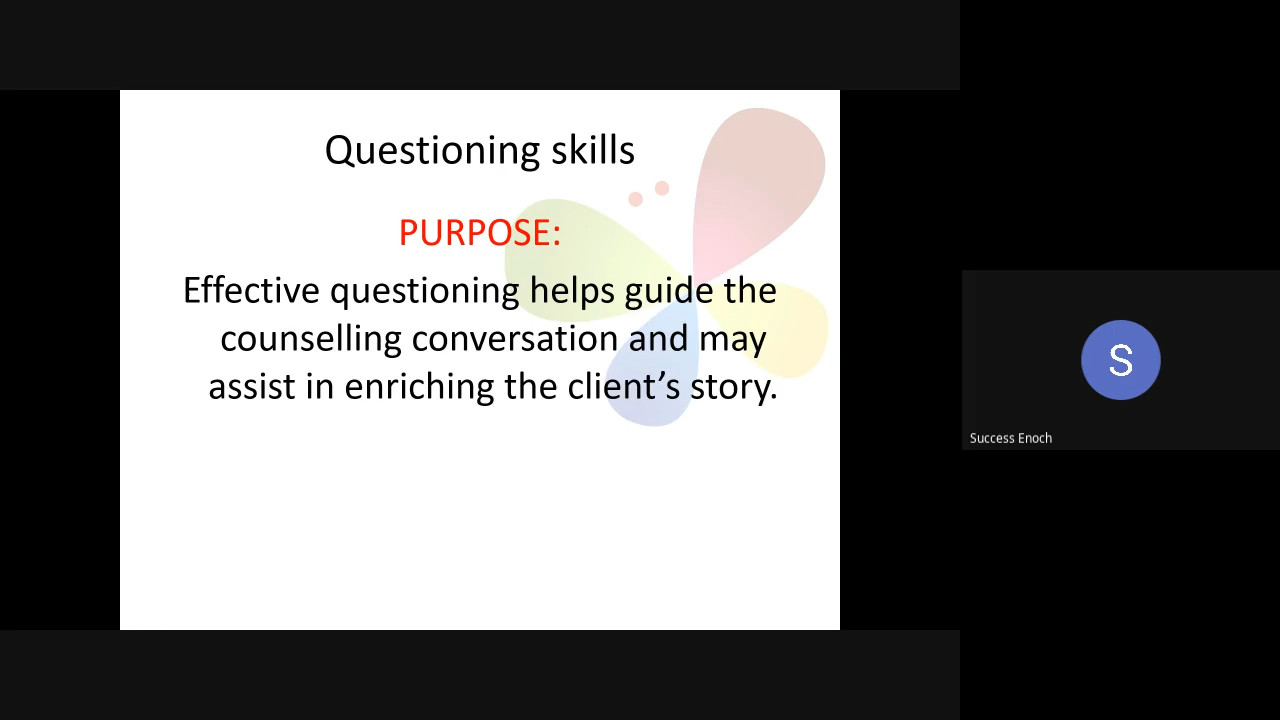 Questioning skills
PURPOSE:
Effective questioning helps guide the
counselling conversation and may
assist in enriching the client’s story.
S
Success Enoch